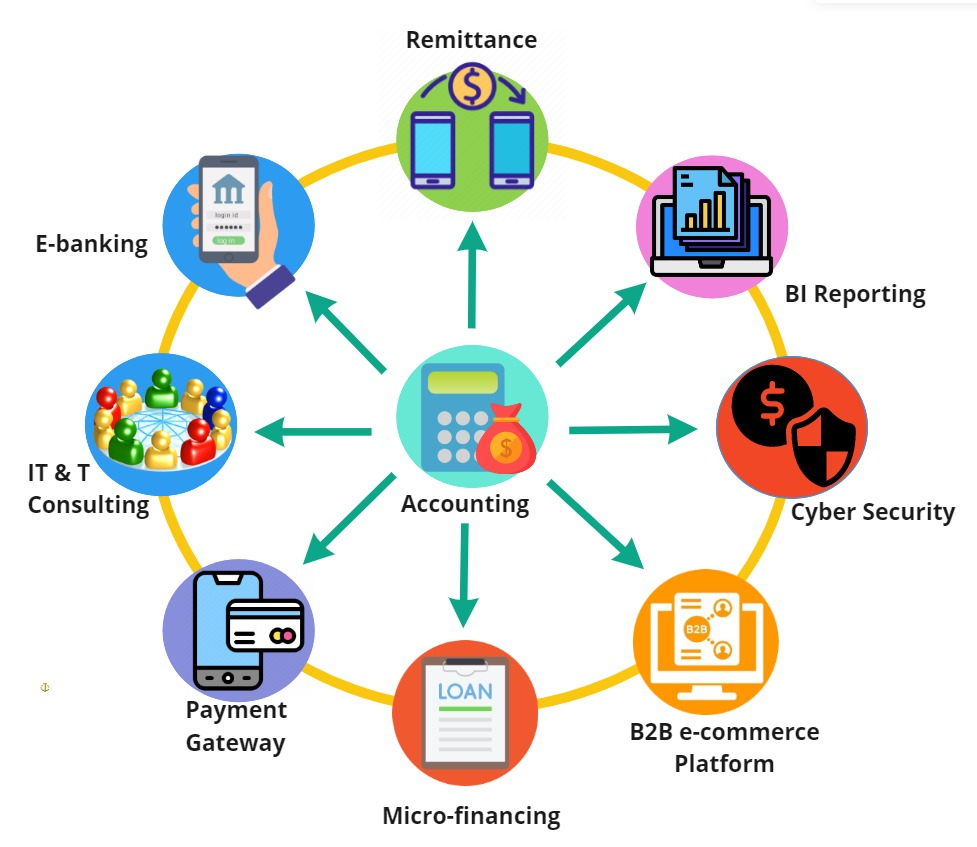 Remittance
E-banking
login id
log in
BI Reporting
IT & T
Consulting
Accounting
Cyber Security
Payment
Gateway
LOAN
B2B
B2B e-commerce
Platform
Micro-financing